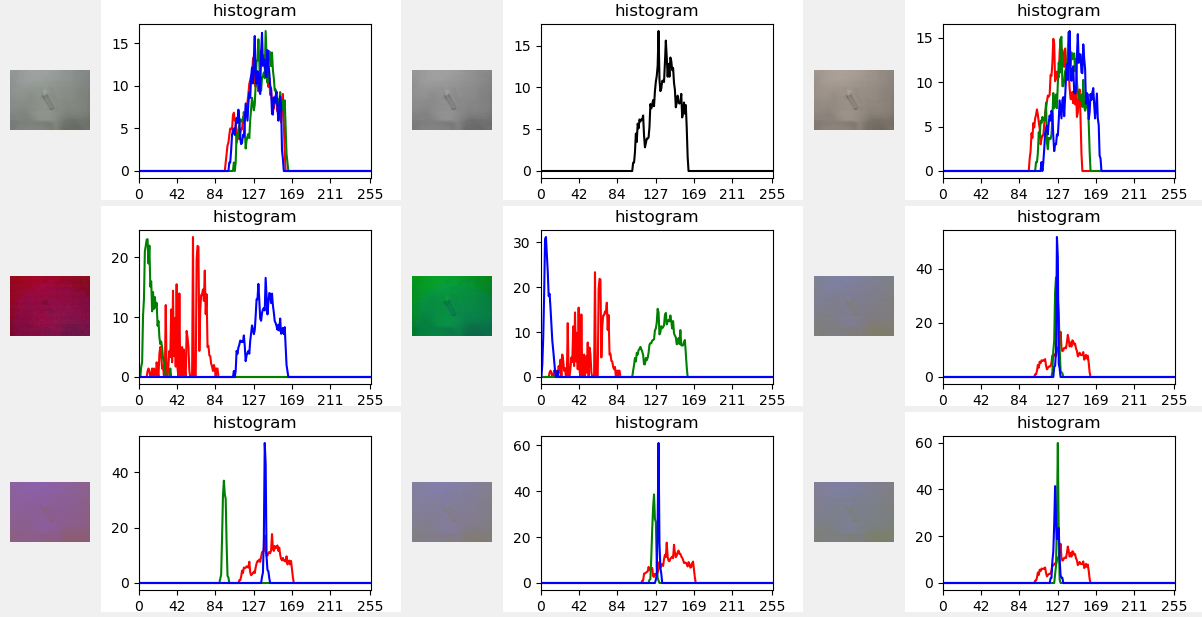 histogram histogram histogram
15 15 15
10 10 10
5 5 5
0 0 0
0 42 84 127 169 211 255 0 42 84 127 169 211 255 0 42 84 127 169 211 255
histogram histogram histogram
20 30 40
10 20 20
0 10 0
0
0 42 84 127 169 211 255 0 42 84 127 169 211 255 0 42 84 127 169 211 255
histogram histogram histogram
40 60 60
20 40 40
0 20 20
0 0
0 42 84 127 169 211 255 0 42 84 127 169 211 255 0 42 84 127 169 211 255